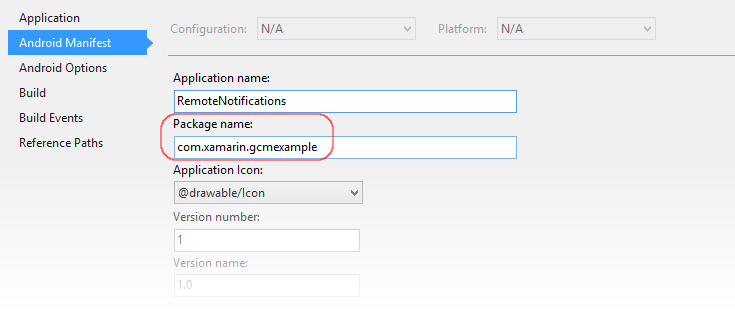 Application
Android Manifest
Android Options
Build
Build Events
Reference Paths
Configuration: N/A Platform: N/A
Application name:
RemoteNotifications
Package name:
com.xamarin.gcmexample
Application Icon:
@drawable/Icon
Version number:
1
Version name:
1.0